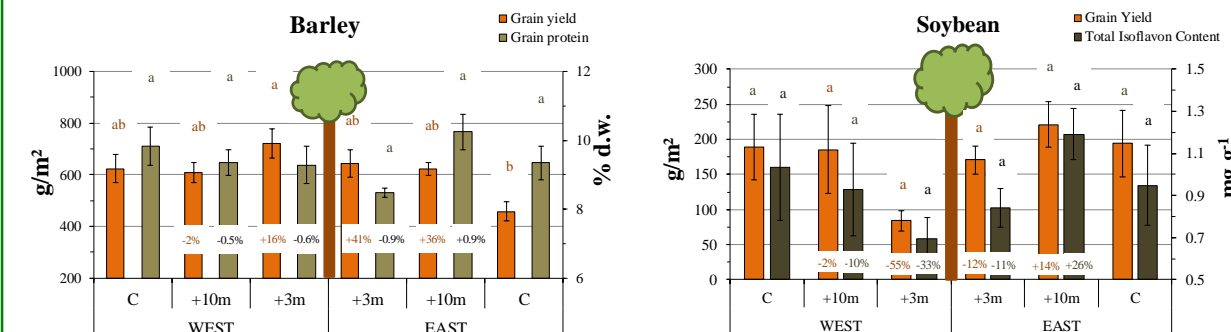 Barley
Grain yield
Grain protein
1000
800
600
400
200
g/m²
12
10
8
6
% d.w.
ab
a
ab
a
a
a
ab
a
ab
a
b
a
-2%
-0.5%
+16%
-0.6%
+41%
-0.9%
+36%
+0.9%
C
+10m
+3m
+3m
+10m
C
WEST
EAST
Soybean
Grain Yield
Total Isoflavon Content
300
250
200
150
100
50
0
g/m²
1.5
1.3
1.1
0.9
0.7
0.5
mg g⁻¹
a
a
a
a
a
a
a
a
a
a
a
a
-2%
-10%
-55%
-33%
-12%
-11%
+14%
+26%
C
+10m
+3m
+3m
+10m
C
WEST
EAST